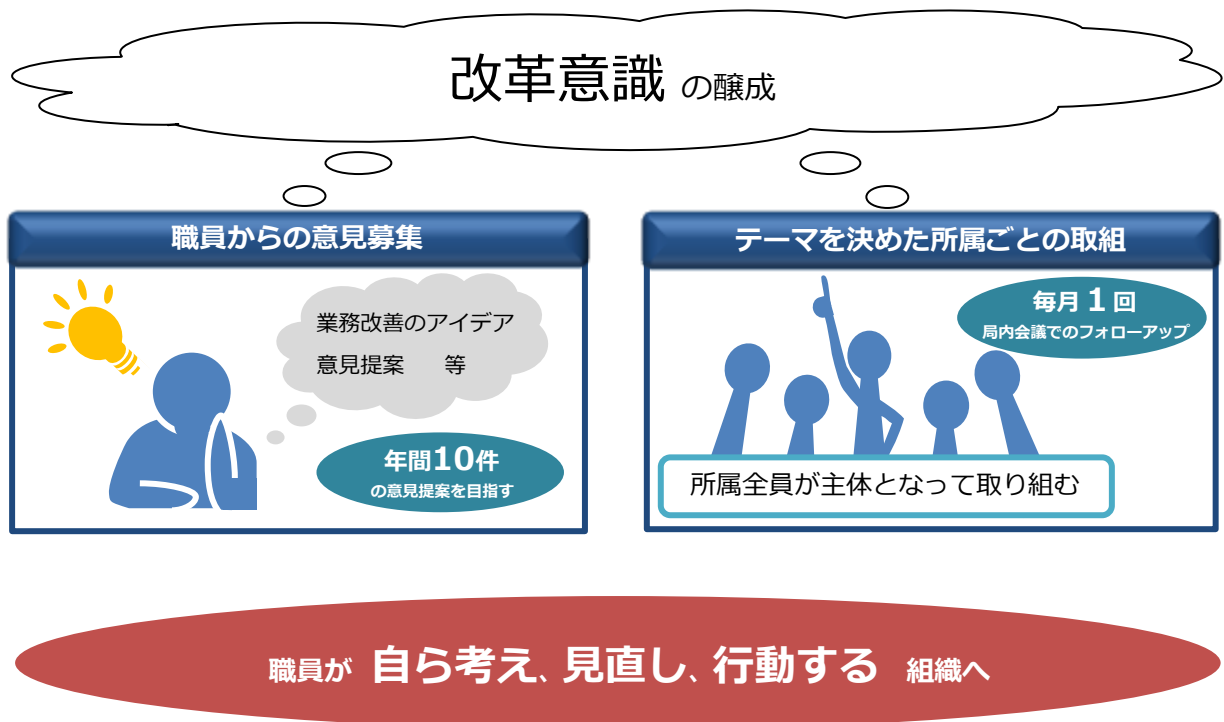 改革意識 の醸成
職員からの意見募集
業務改善のアイデア
意見提案　　等
年間10件
の意見提案を目指す
テーマを決めた所属ごとの取組
毎月 1 回
局内会議でのフォローアップ
所属全員が主体となって取り組む
職員が 自ら考え、見直し、行動する 組織へ